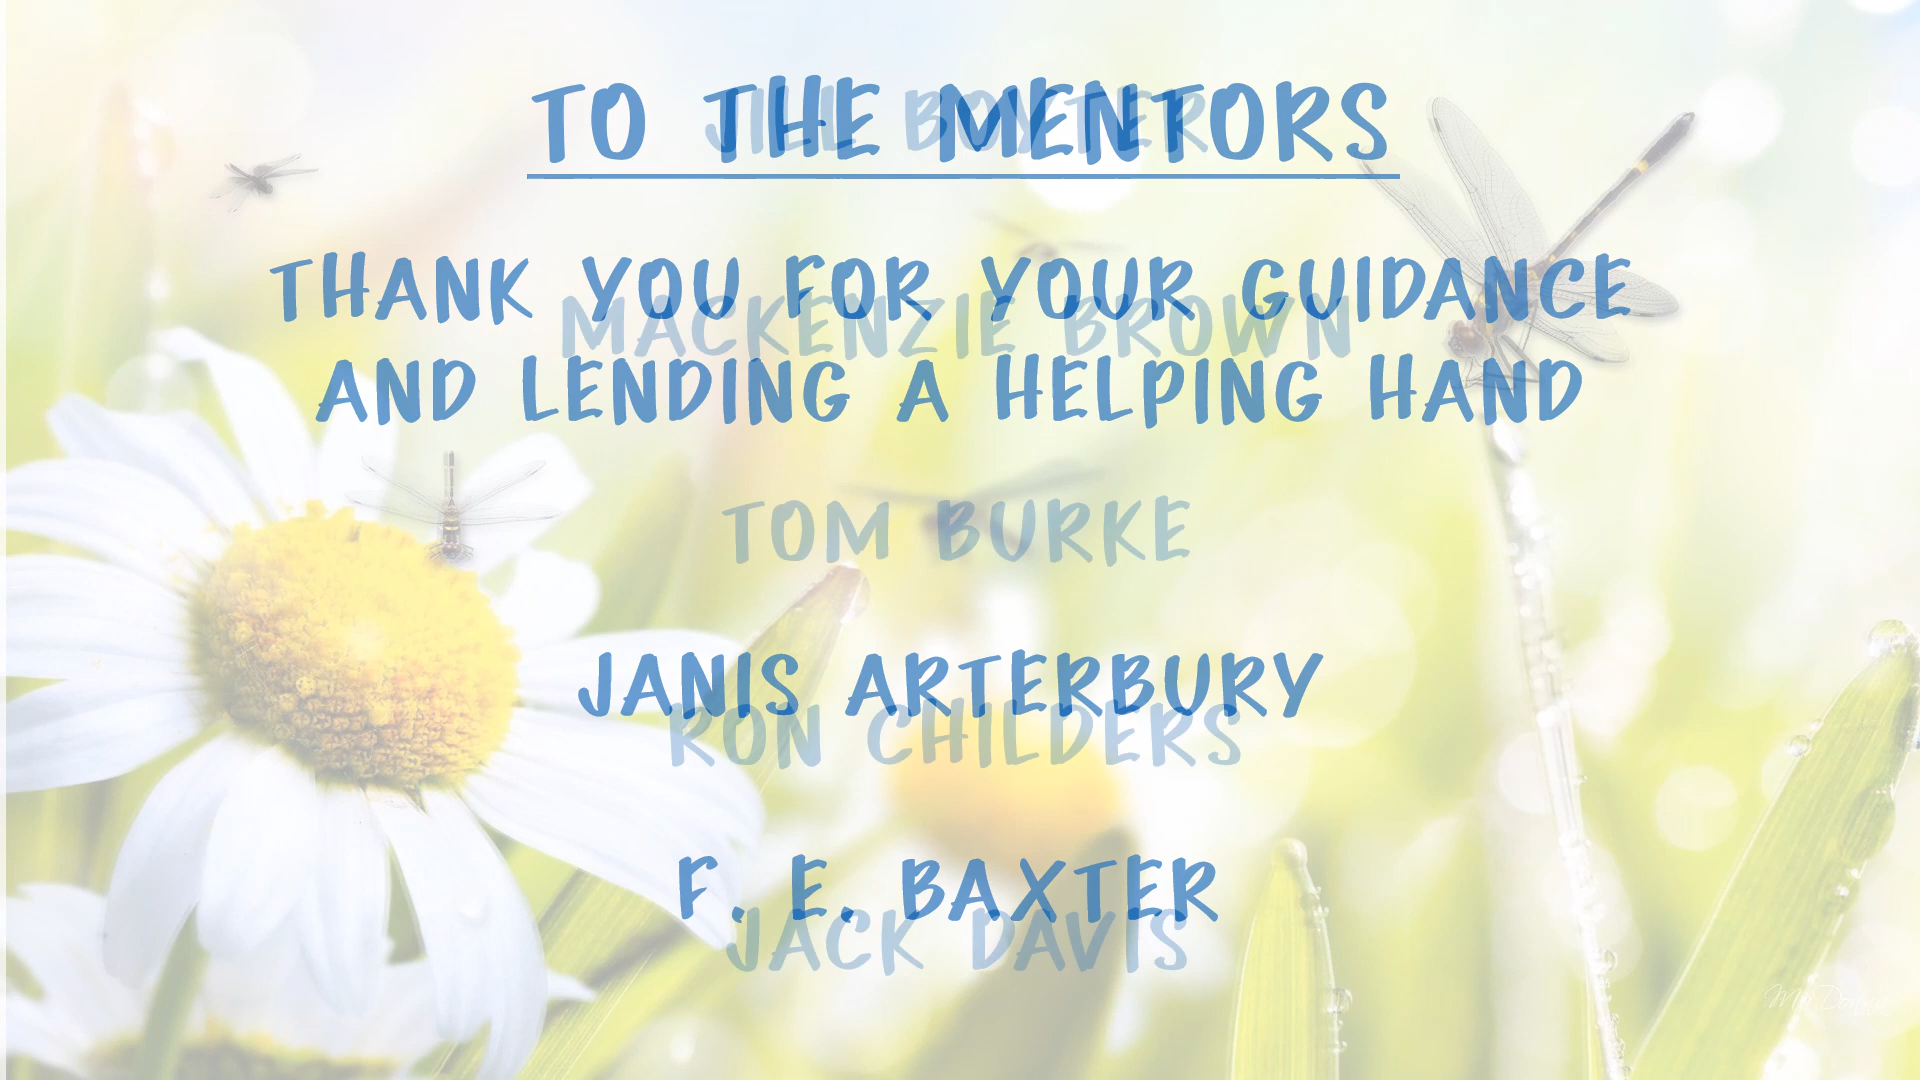 TO THE MENTORS
JILL BOXTER
THANK YOU FOR YOUR GUIDANCE
MACKENZIE BROWN
AND LENDING A HELPING HAND
TOM BURKE
JANIS ARTERBURY
RON CHILDERS
F. E. BAXTER
JACK DAVIS